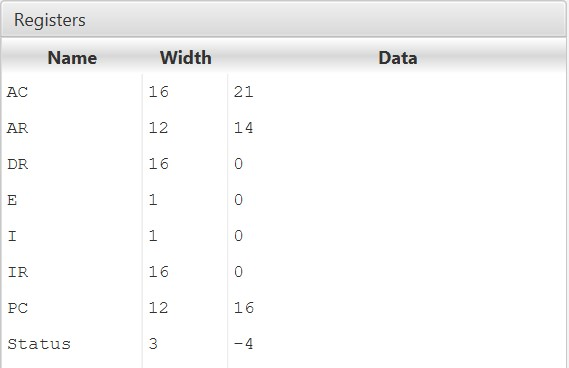 Registers
Name Width Data
AC 16 21
AR 12 14
DR 16 0
E 1 0
I 1 0
IR 16 0
PC 12 16
Status 3 -4